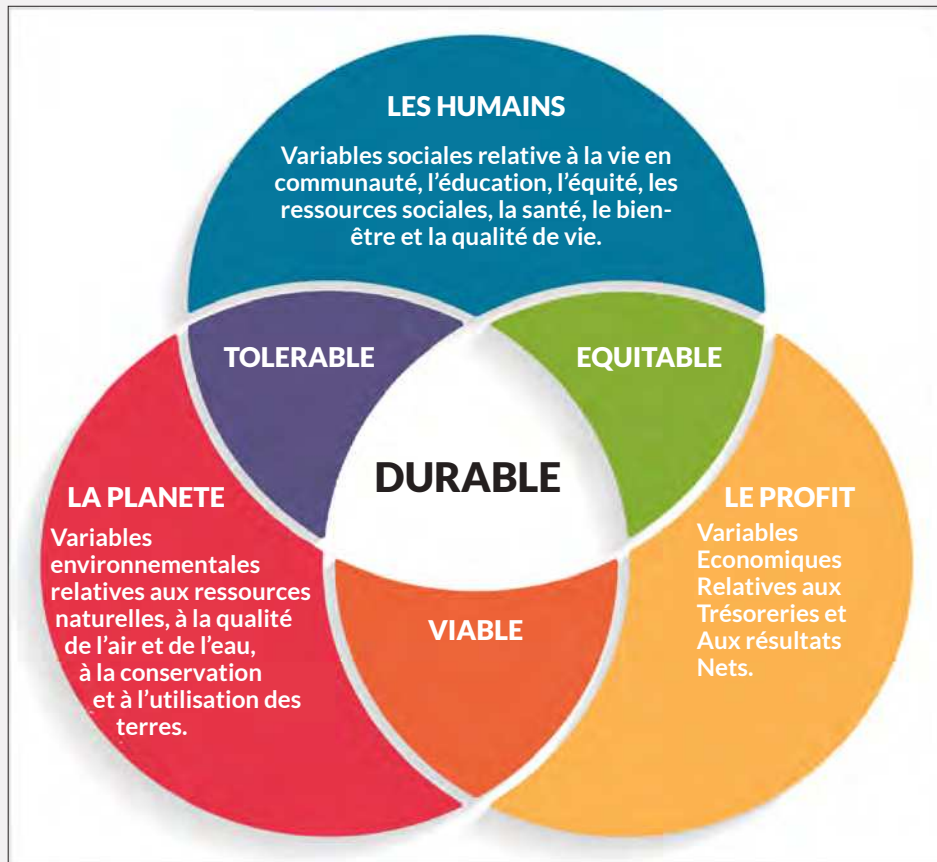 LES HUMAINS
Variables sociales relative à la vie en
communauté, l'éducation, l'équité, les
ressources sociales, la santé, le bien-
être et la qualité de vie.
TOLERABLE
EQUITABLE
DURABLE
LA PLANETE
Variables
environnementales
relatives aux ressources
naturelles, à la qualité
de l'air et de l'eau,
à la conservation
et à l'utilisation des
terres.
LE PROFIT
Variables
Economiques
Relatives aux
Trésoreries et
Aux résultats
Nets.
VIABLE